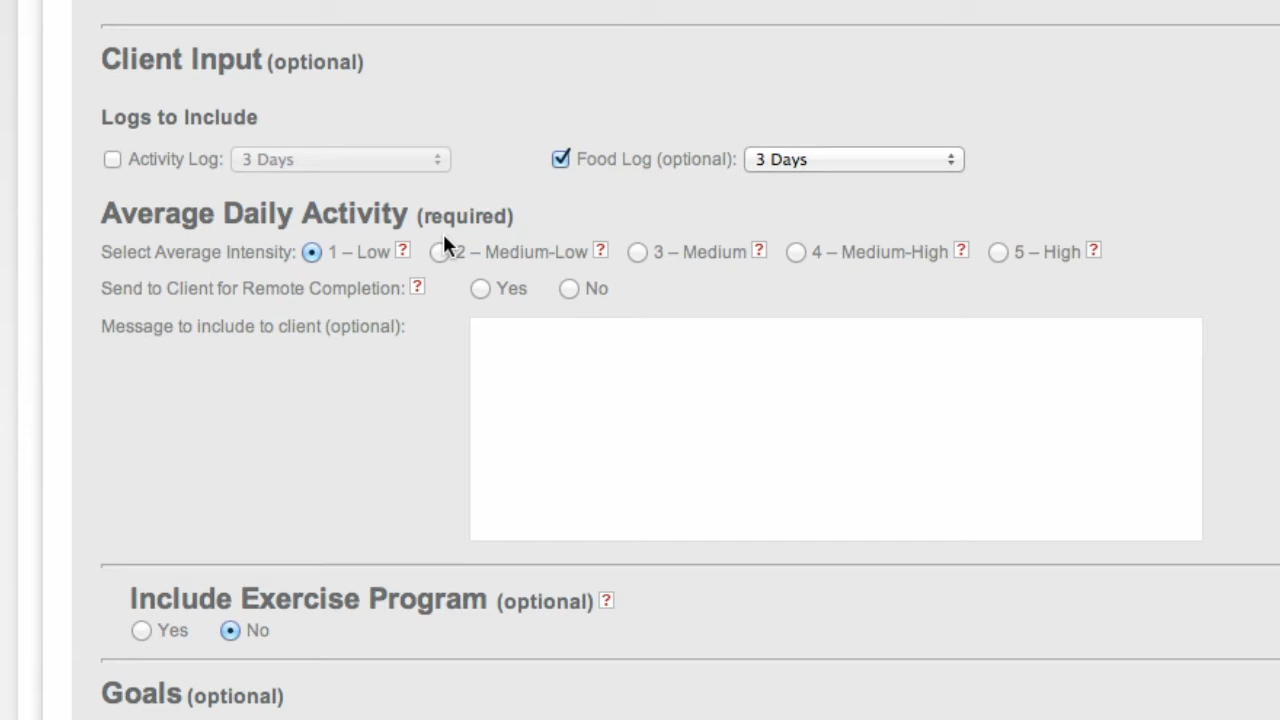 Client Input (optional)
Logs to Include
Activity Log: 3 Days Food Log (optional): 3 Days
Average Daily Activity (required)
Select Average Intensity: 1 – Low ? 2 – Medium-Low ? 3 – Medium ? 4 – Medium-High ? 5 – High ?
Send to Client for Remote Completion: ? Yes No
Message to include to client (optional):
Include Exercise Program (optional) ?
Yes No
Goals (optional)